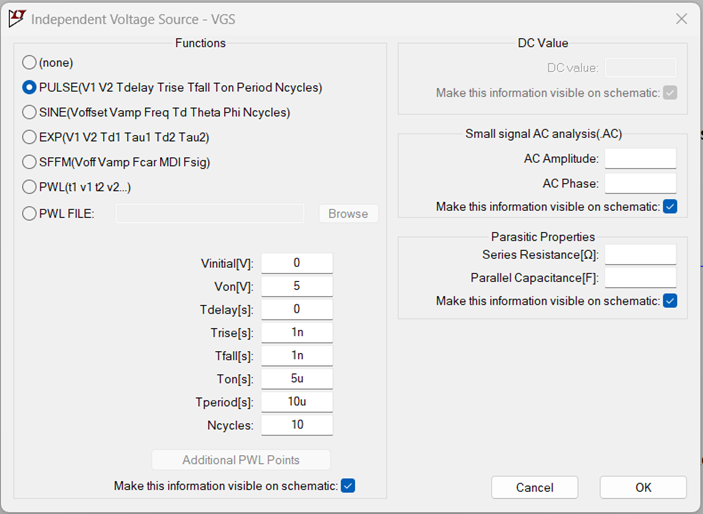 Independent Voltage Source - VGS
Functions
(none)
PULSE(V1 V2 Tdelay Trise Tfall Ton Period Ncycles)
SINE(Voffset Vamp Freq Td Theta Phi Ncycles)
EXP(V1 V2 Td1 Tau1 Td2 Tau2)
SFFM(Voff Vamp Fcar MDI Fsig)
PWL(t1 v1 t2 v2...)
PWL FILE: Browse
Vinitial[V]: 0
Von[V]: 5
Tdelay[s]: 0
Trise[s]: 1n
Tfall[s]: 1n
Ton[s]: 5u
Tperiod[s]: 10u
Ncycles: 10
Additional PWL Points
Make this information visible on schematic:
DC Value
DC value:
Make this information visible on schematic:
Small signal AC analysis(.AC)
AC Amplitude:
AC Phase:
Make this information visible on schematic:
Parasitic Properties
Series Resistance[Ω]:
Parallel Capacitance[F]:
Make this information visible on schematic:
Cancel OK